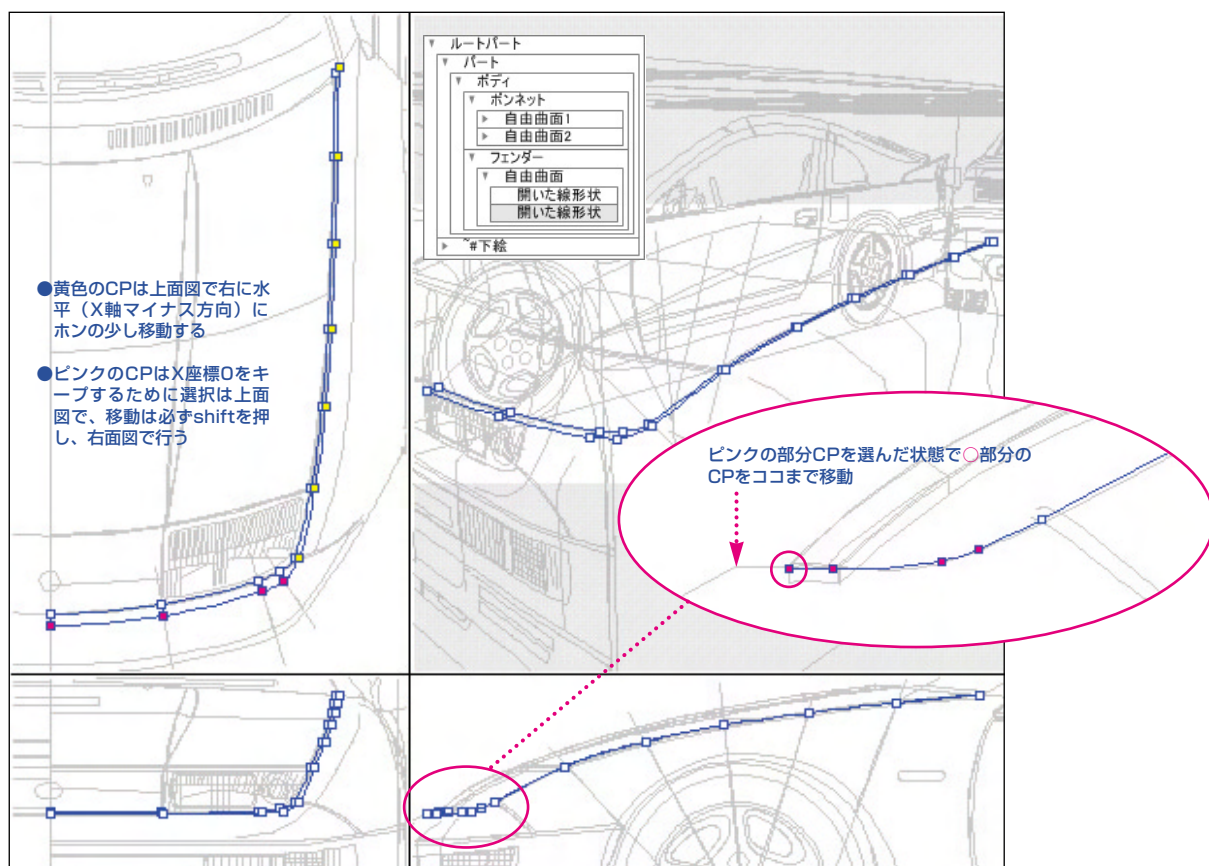 ルートパート
パート
ボディ
ボンネット
自由曲面1
自由曲面2
フェンダー
自由曲面
開いた線形状
開いた線形状
~#下絵
●黄色のCPは上面図で右に水
平（X軸マイナス方向）に
ホンの少し移動する
●ピンクのCPはX座標0をキ
ープするために選択は上面
図で、移動は必ずshiftを押
し、右面図で行う
ピンクの部分CPを選んだ状態で○部分の
CPをココまで移動